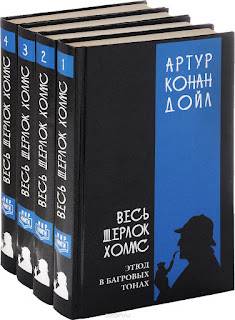 АРТУР
КОНАН
ДОЙЛ
ВЕСЬ
ШЕРЛОК
ХОЛМС
ЭТЮД
В БАГРОВЫХ
ТОНАХ
4 ВЕСЬ ШЕРЛОК ХОЛМС
3 ВЕСЬ ШЕРЛОК ХОЛМС
2 ВЕСЬ ШЕРЛОК ХОЛМС
1 ВЕСЬ ШЕРЛОК ХОЛМС